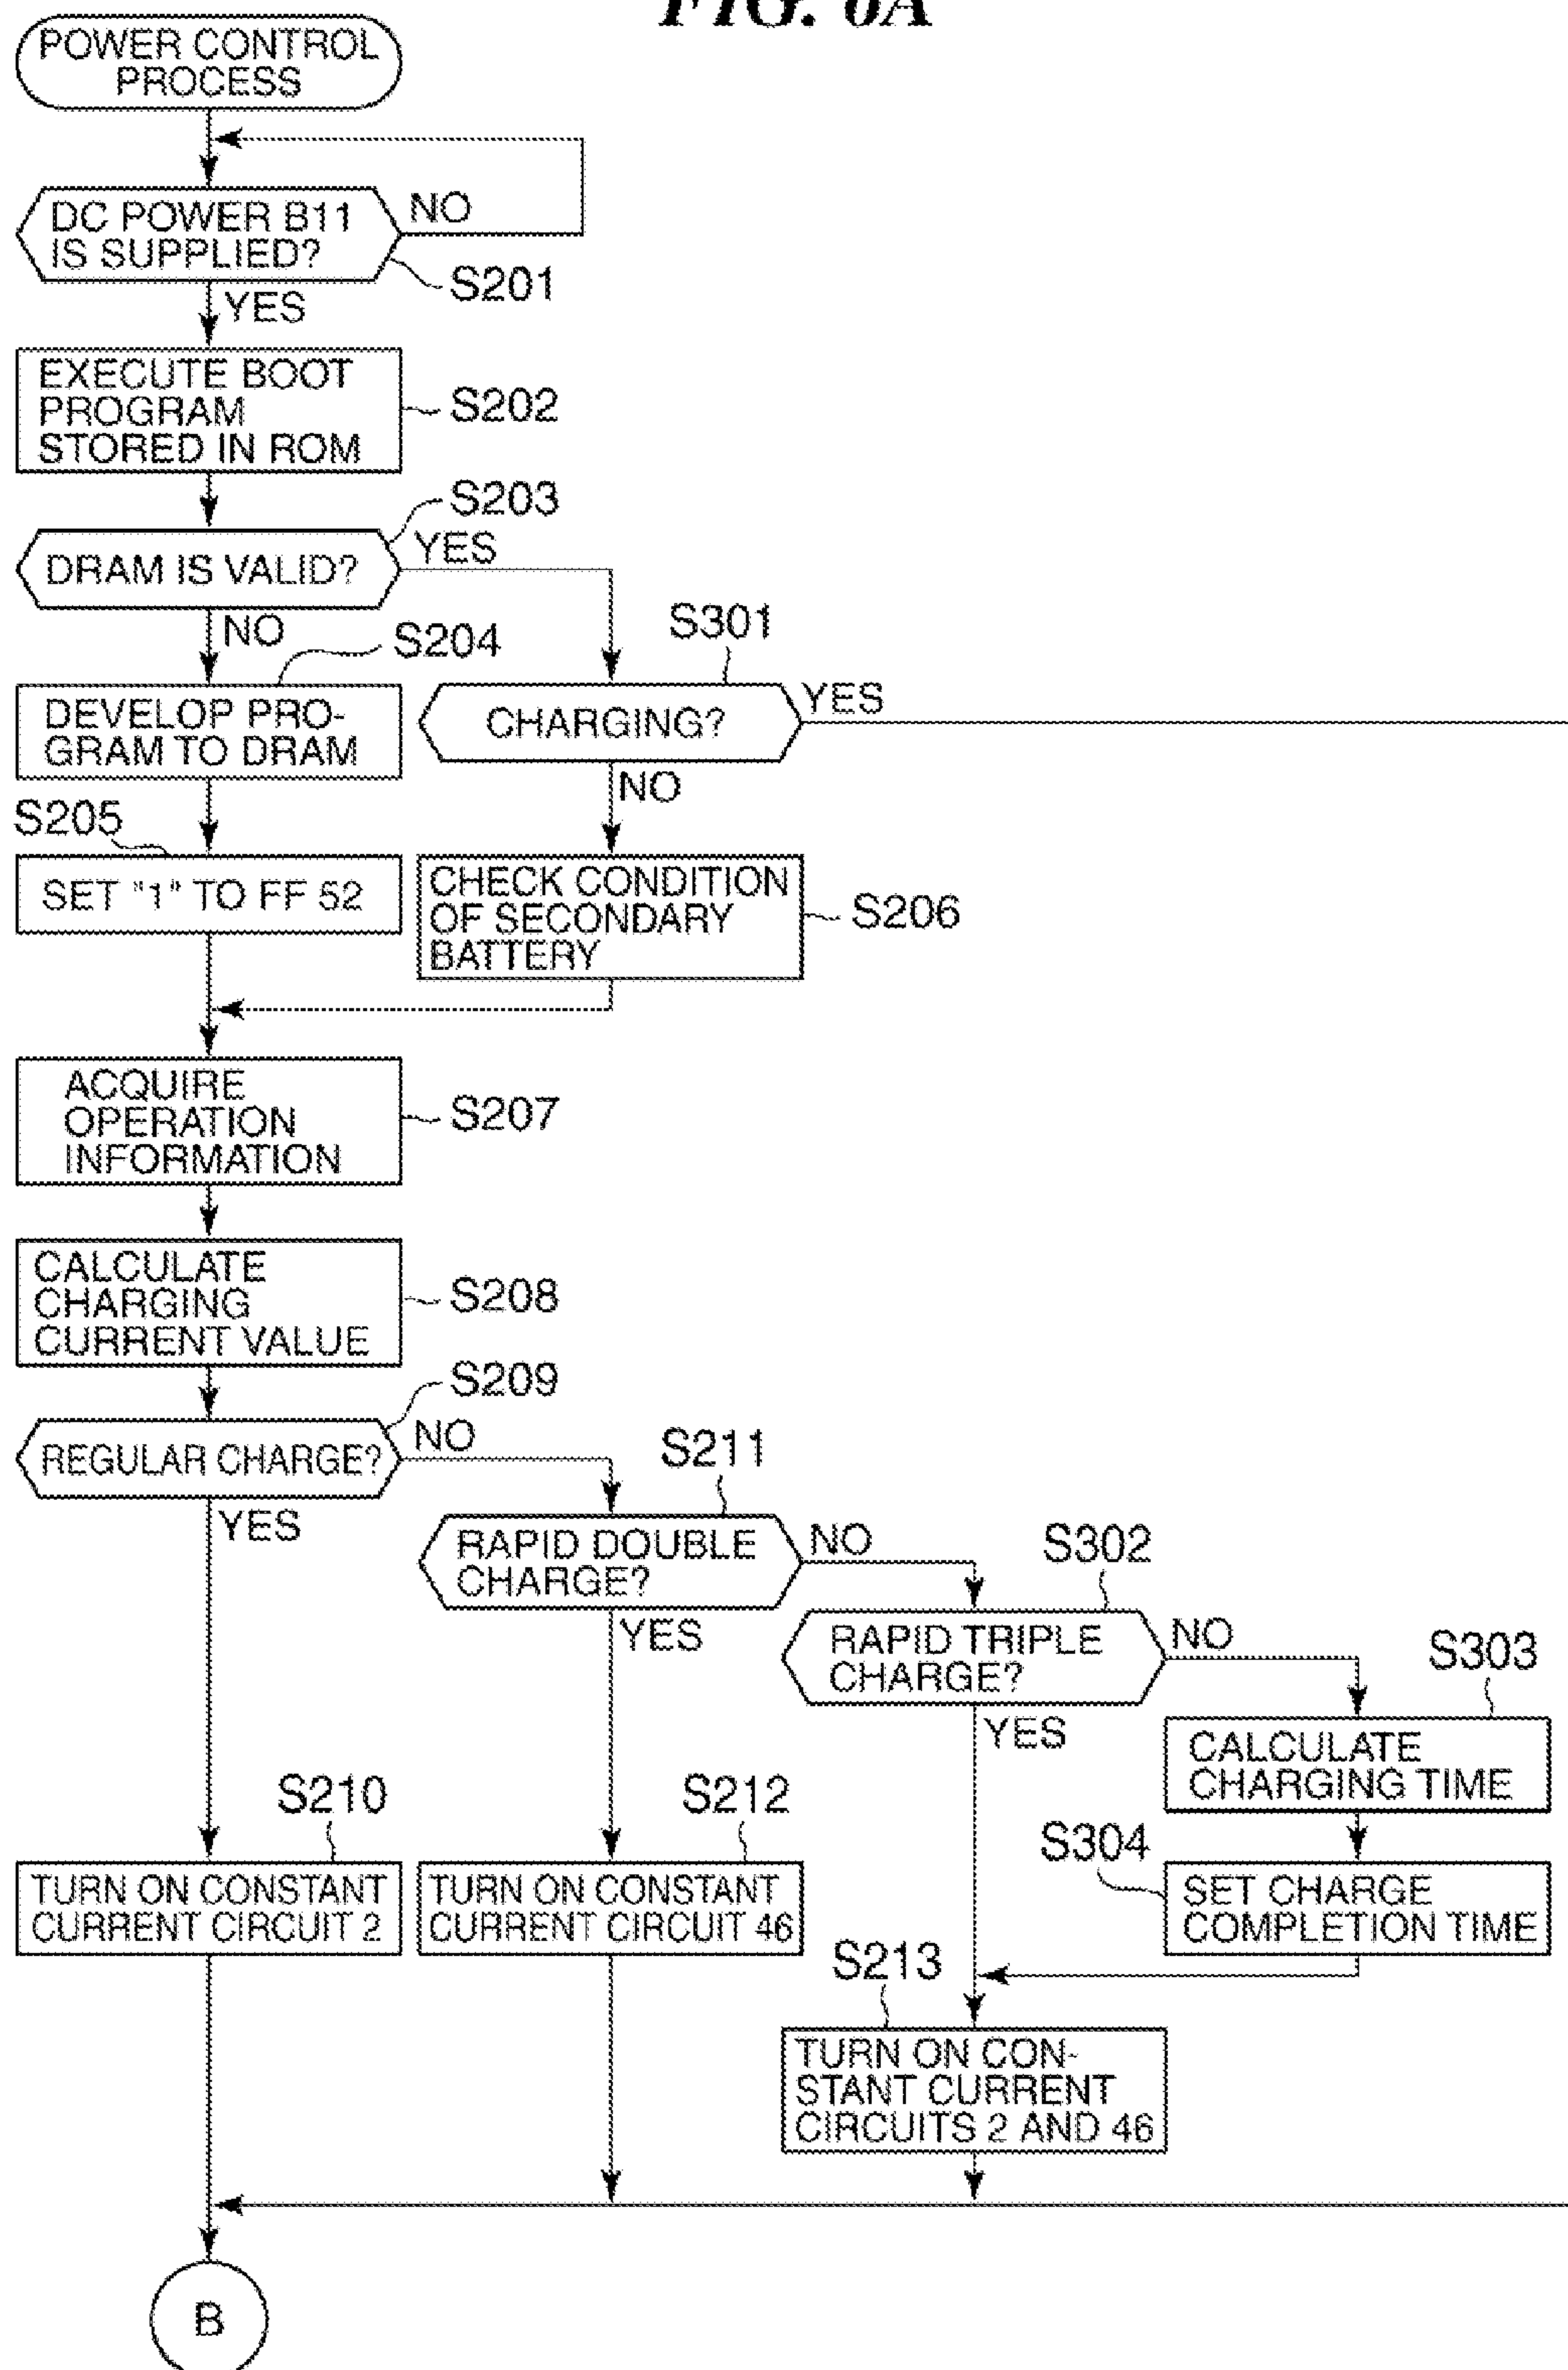 FIG. 6A
POWER CONTROL
PROCESS
DC POWER B11
IS SUPPLIED?
NO
S201
YES
EXECUTE BOOT
PROGRAM
STORED IN ROM
S202
S203
DRAM IS VALID?
YES
NO
S204
S301
DEVELOP PRO-
GRAM TO DRAM
CHARGING?
YES
NO
S205
SET "1" TO FF 52
CHECK CONDITION
OF SECONDARY
BATTERY
S206
ACQUIRE
OPERATION
INFORMATION
S207
CALCULATE
CHARGING
CURRENT VALUE
S208
S209
REGULAR CHARGE?
NO
YES
S211
RAPID DOUBLE
CHARGE?
NO
YES
S302
RAPID TRIPLE
CHARGE?
NO
YES
S303
CALCULATE
CHARGING TIME
S210
S212
S304
TURN ON CONSTANT
CURRENT CIRCUIT 2
TURN ON CONSTANT
CURRENT CIRCUIT 46
SET CHARGE
COMPLETION TIME
S213
TURN ON CON-
STANT CURRENT
CIRCUITS 2 AND 46
B